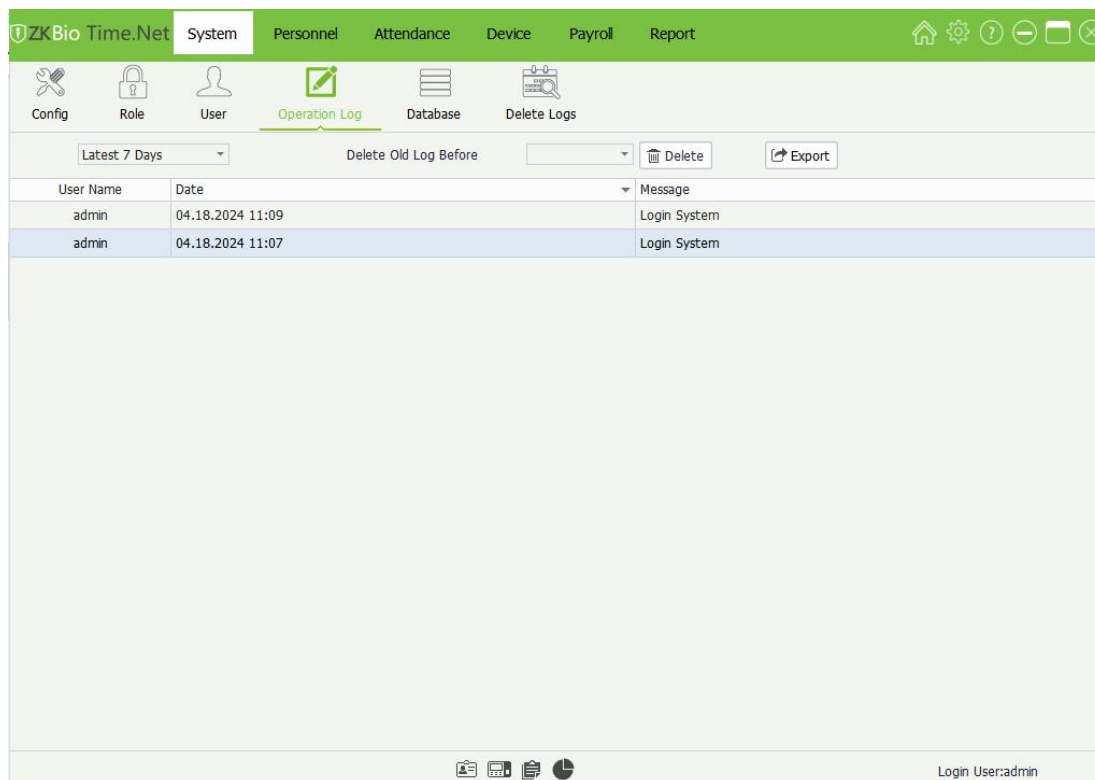 ZKBio Time.Net System Personnel Attendance Device Payroll Report
Config Role User Operation Log Database Delete Logs
Latest 7 Days Delete Old Log Before Delete Export
User Name Date Message
admin 04.18.2024 11:09 Login System
admin 04.18.2024 11:07 Login System
Login User:admin